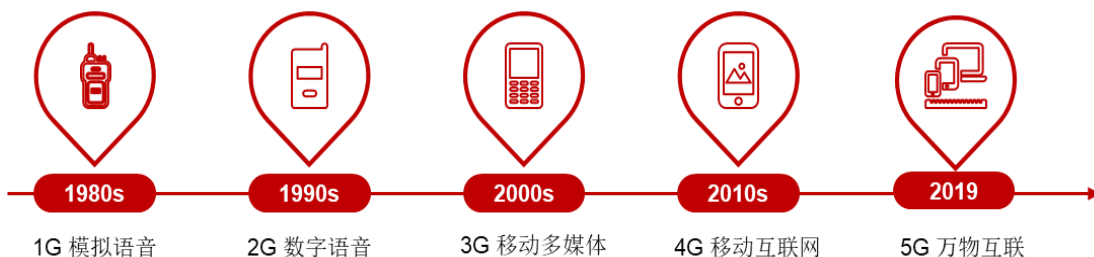 1980s
1990s
2000s
2010s
2019
1G 模拟语音
2G 数字语音
3G 移动多媒体
4G 移动互联网
5G 万物互联